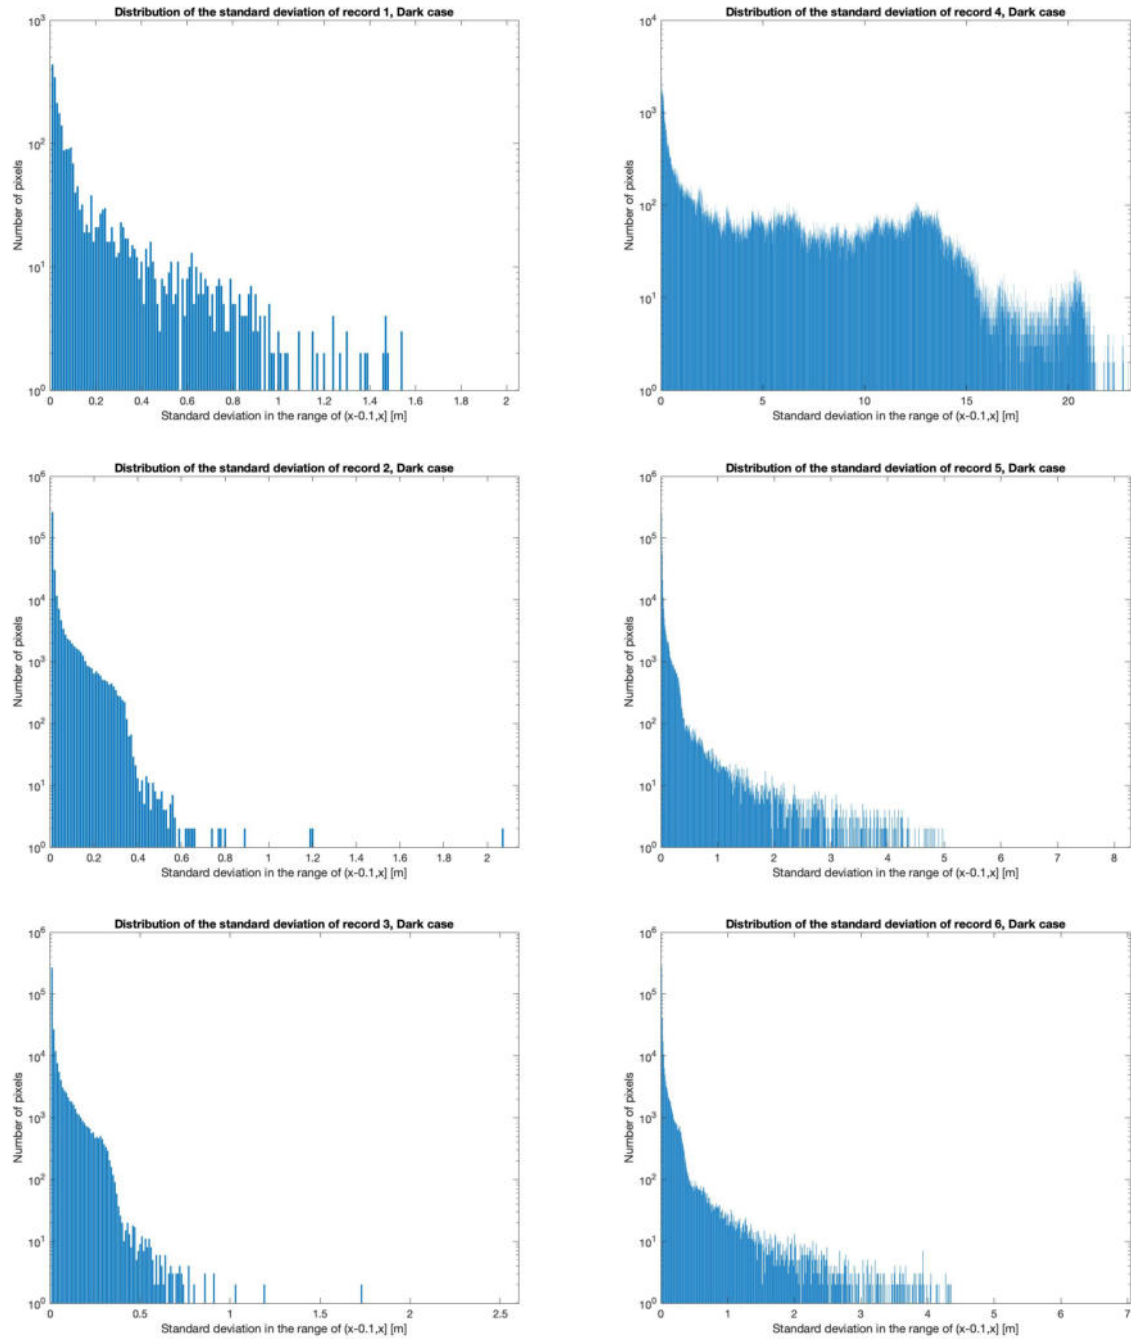 Distribution of the standard deviation of record 1, Dark case
10^3
10^2
10^1
10^0
Number of pixels
0 0.2 0.4 0.6 0.8 1 1.2 1.4 1.6 1.8 2
Standard deviation in the range of (x-0.1,x] [m]
Distribution of the standard deviation of record 4, Dark case
10^4
10^3
10^2
10^1
10^0
Number of pixels
0 5 10 15 20
Standard deviation in the range of (x-0.1,x] [m]
Distribution of the standard deviation of record 2, Dark case
10^6
10^5
10^4
10^3
10^2
10^1
10^0
Number of pixels
0 0.2 0.4 0.6 0.8 1 1.2 1.4 1.6 1.8 2
Standard deviation in the range of (x-0.1,x] [m]
Distribution of the standard deviation of record 5, Dark case
10^6
10^5
10^4
10^3
10^2
10^1
10^0
Number of pixels
0 1 2 3 4 5 6 7 8
Standard deviation in the range of (x-0.1,x] [m]
Distribution of the standard deviation of record 3, Dark case
10^6
10^5
10^4
10^3
10^2
10^1
10^0
Number of pixels
0 0.5 1 1.5 2 2.5
Standard deviation in the range of (x-0.1,x] [m]
Distribution of the standard deviation of record 6, Dark case
10^6
10^5
10^4
10^3
10^2
10^1
10^0
Number of pixels
0 1 2 3 4 5 6 7
Standard deviation in the range of (x-0.1,x] [m]